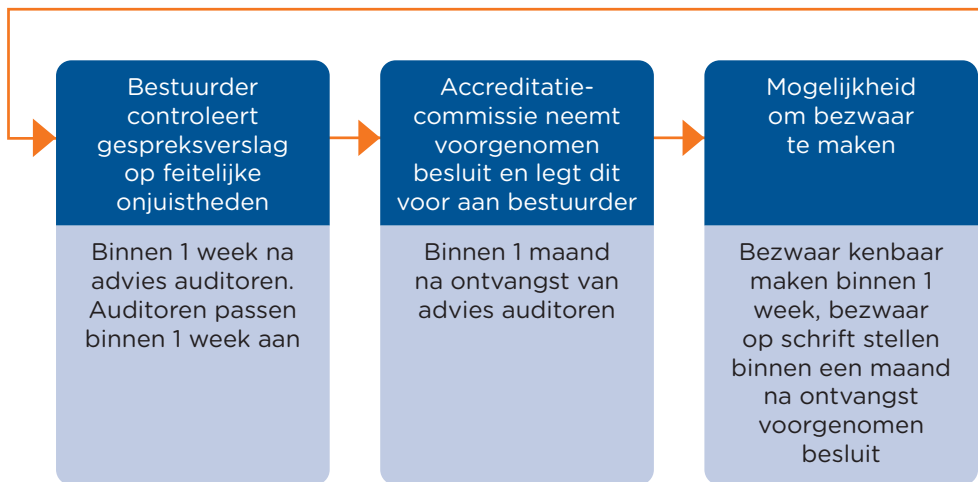 Bestuurder
controleert
gespreksverslag
op feitelijke
onjuistheden
Binnen 1 week na
advies auditoren.
Auditoren passen
binnen 1 week aan
Accreditatie-
commissie neemt
voorgenomen
besluit en legt dit
voor aan bestuurder
Binnen 1 maand
na ontvangst van
advies auditoren
Mogelijkheid
om bezwaar
te maken
Bezwaar kenbaar
maken binnen 1
week, bezwaar
op schrift stellen
binnen een maand
na ontvangst
voorgenomen
besluit